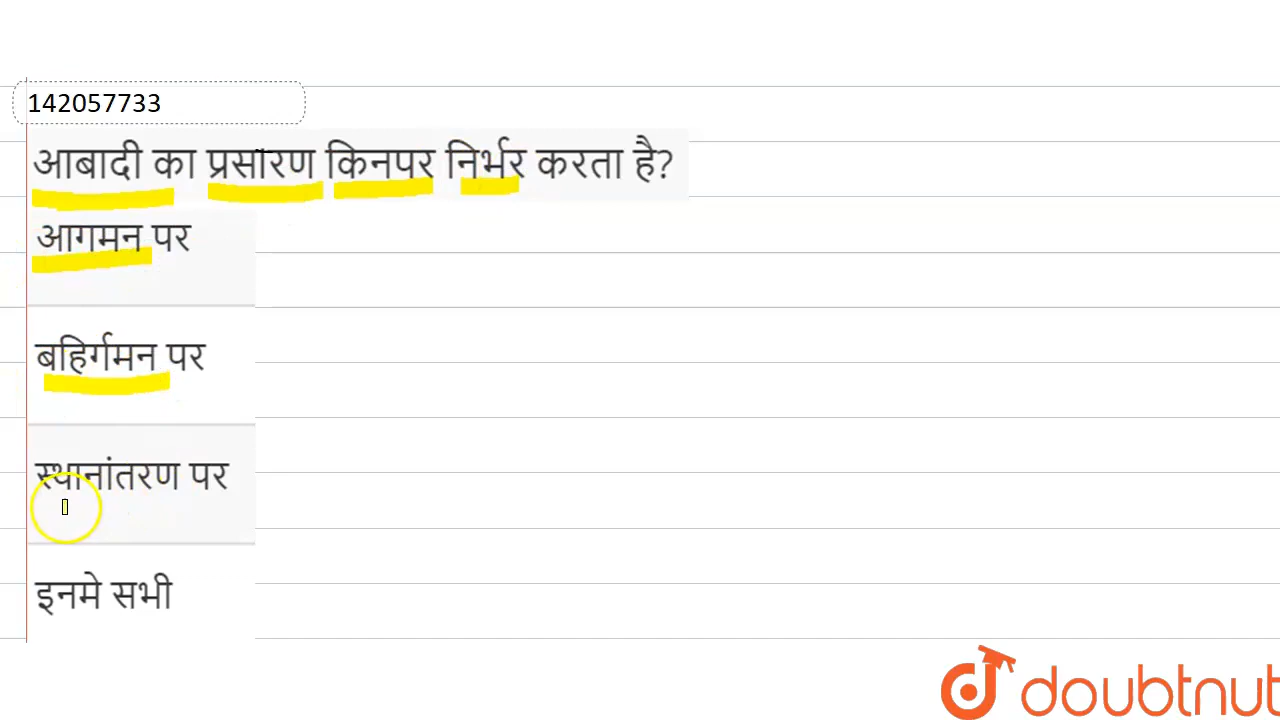 142057733
आबादी का प्रसारण किनपर निर्भर करता है?
आगमन पर
बहिर्गमन पर
स्थानांतरण पर
इनमे सभी
doubtnut